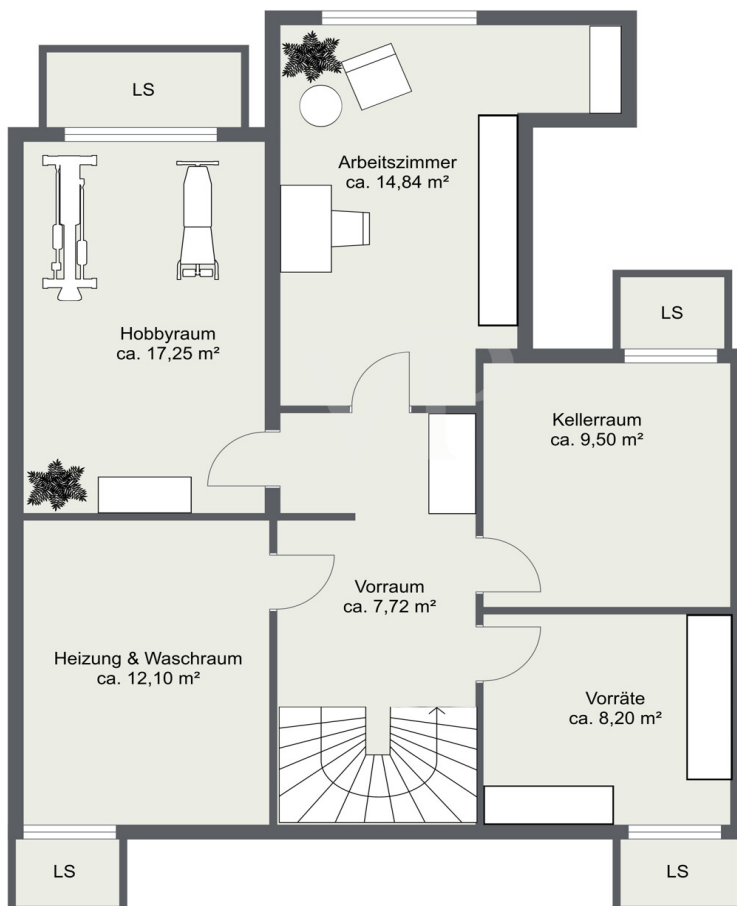 LS
Arbeitszimmer
ca. 14,84 m²
Hobbyraum
ca. 17,25 m²
LS
Kellerraum
ca. 9,50 m²
Vorraum
ca. 7,72 m²
Heizung & Waschraum
ca. 12,10 m²
Vorräte
ca. 8,20 m²
LS
LS